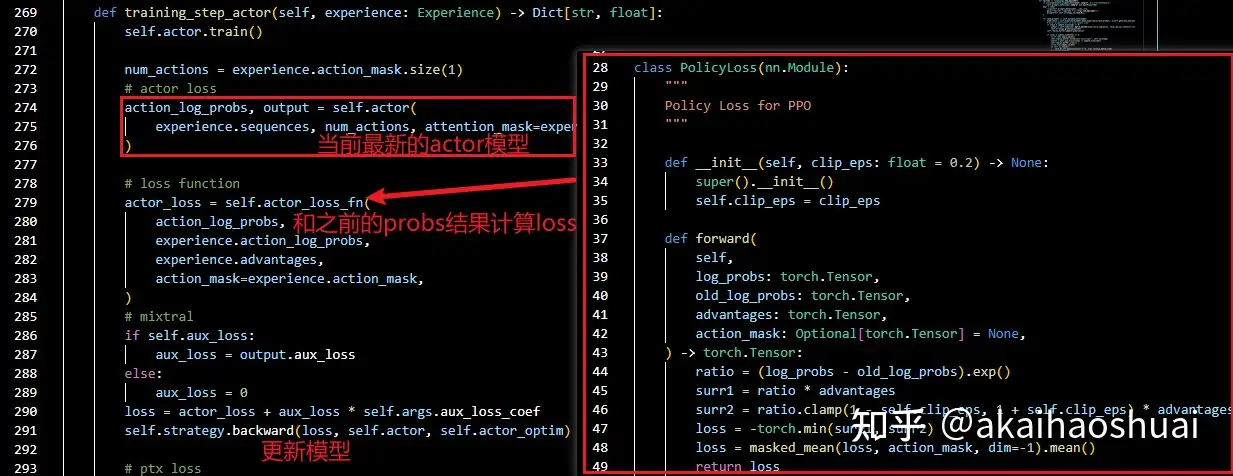 269 def training_step_actor(self, experience: Experience) -> Dict[str, float]:
270 self.actor.train()
271
272 num_actions = experience.action_mask.size(1)
273 # actor loss
274 action_log_probs, output = self.actor(
275 experience.sequences, num_actions, attention_mask=exper
276 )
当前最新的actor模型
277
278 # loss function
279 actor_loss = self.actor_loss_fn(
280 action_log_probs,
和之前的probs结果计算loss
281 experience.action_log_probs,
282 experience.advantages,
283 action_mask=experience.action_mask,
284 )
285 # mixtral
286 if self.aux_loss:
287 aux_loss = output.aux_loss
288 else:
289 aux_loss = 0
290 loss = actor_loss + aux_loss * self.args.aux_loss_coef
291 self.strategy.backward(loss, self.actor, self.actor_optim)
292
更新模型
293 # ptx loss
28 class PolicyLoss(nn.Module):
29 """
30 Policy Loss for PPO
31 """
32
33 def __init__(self, clip_eps: float = 0.2) -> None:
34 super().__init__()
35 self.clip_eps = clip_eps
36
37 def forward(
38 self,
39 log_probs: torch.Tensor,
40 old_log_probs: torch.Tensor,
41 advantages: torch.Tensor,
42 action_mask: Optional[torch.Tensor] = None,
43 ) -> torch.Tensor:
44 ratio = (log_probs - old_log_probs).exp()
45 surr1 = ratio * advantages
46 surr2 = ratio.clamp(1 - self.clip_eps, 1 + self.clip_eps) * advantages
47 loss = -torch.min(surr1, surr2)
48 loss = masked_mean(loss, action_mask, dim=-1).mean()
49 return loss
知乎 @akaihaoshuai